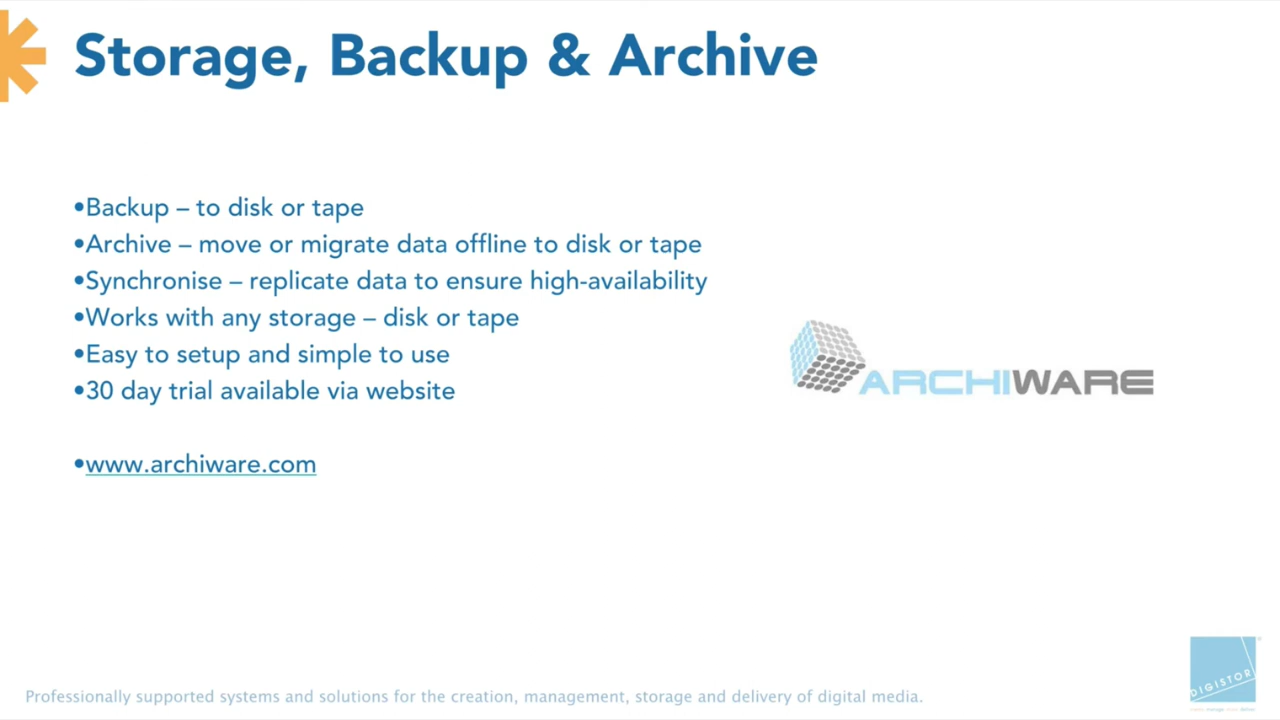 Storage, Backup & Archive
•Backup – to disk or tape
•Archive – move or migrate data offline to disk or tape
•Synchronise – replicate data to ensure high-availability
•Works with any storage – disk or tape
•Easy to setup and simple to use
•30 day trial available via website
•www.archiware.com
ARCHIWARE
DIGISTOR
Professionally supported systems and solutions for the creation, management, storage and delivery of digital media.